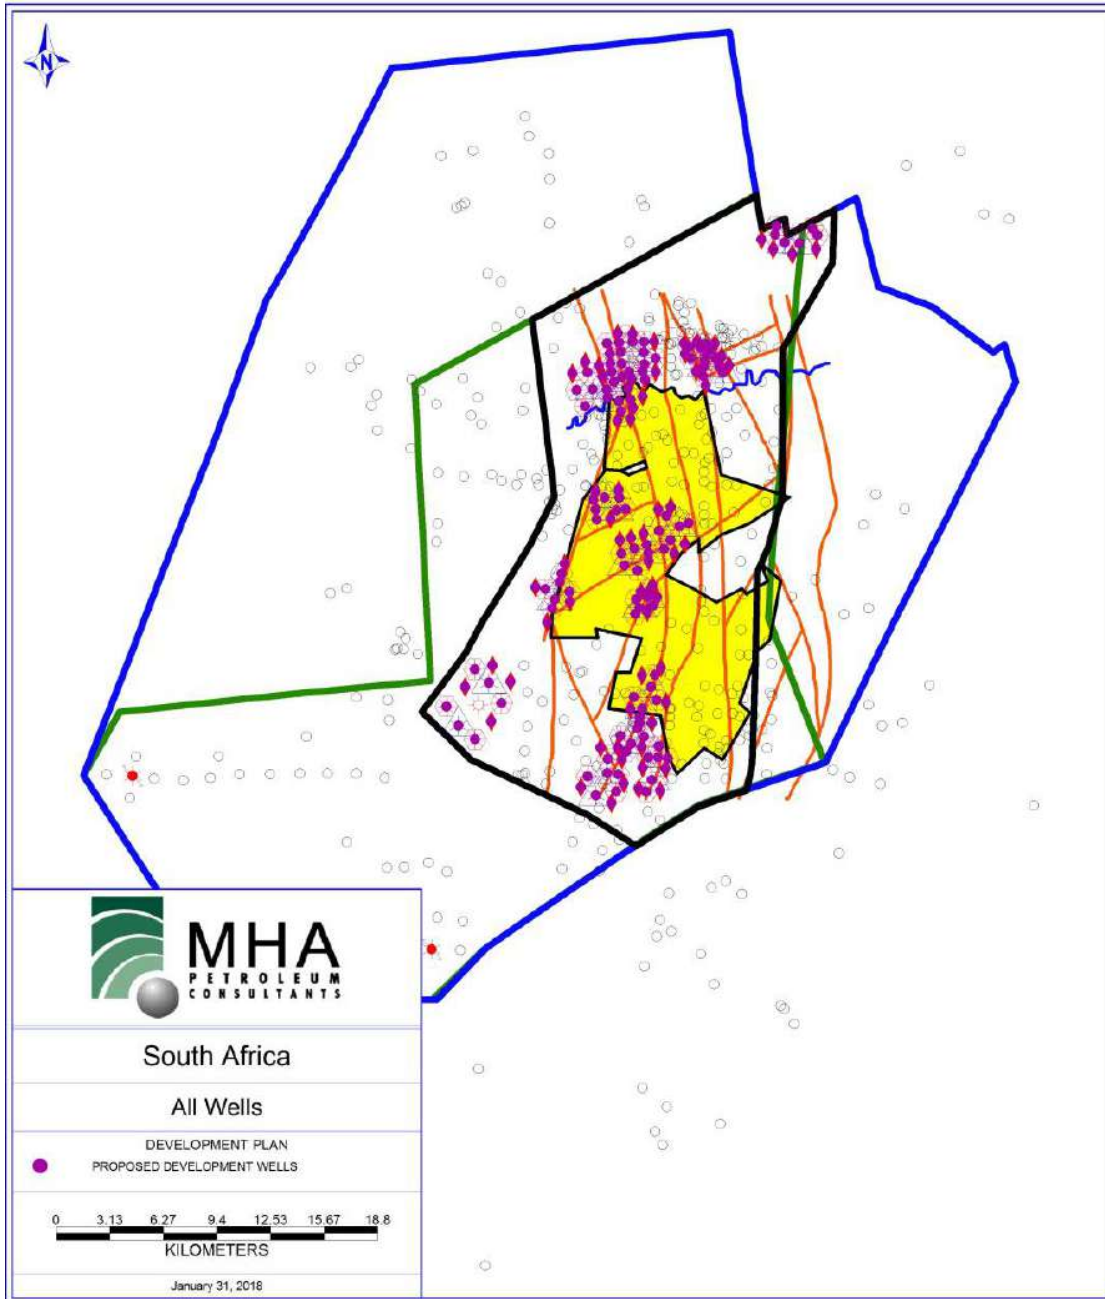 N
MHA
PETROLEUM
CONSULTANTS
South Africa
All Wells
DEVELOPMENT PLAN
PROPOSED DEVELOPMENT WELLS
0 3.13 6.27 9.4 12.53 15.67 18.8
KILOMETERS
January 31, 2018